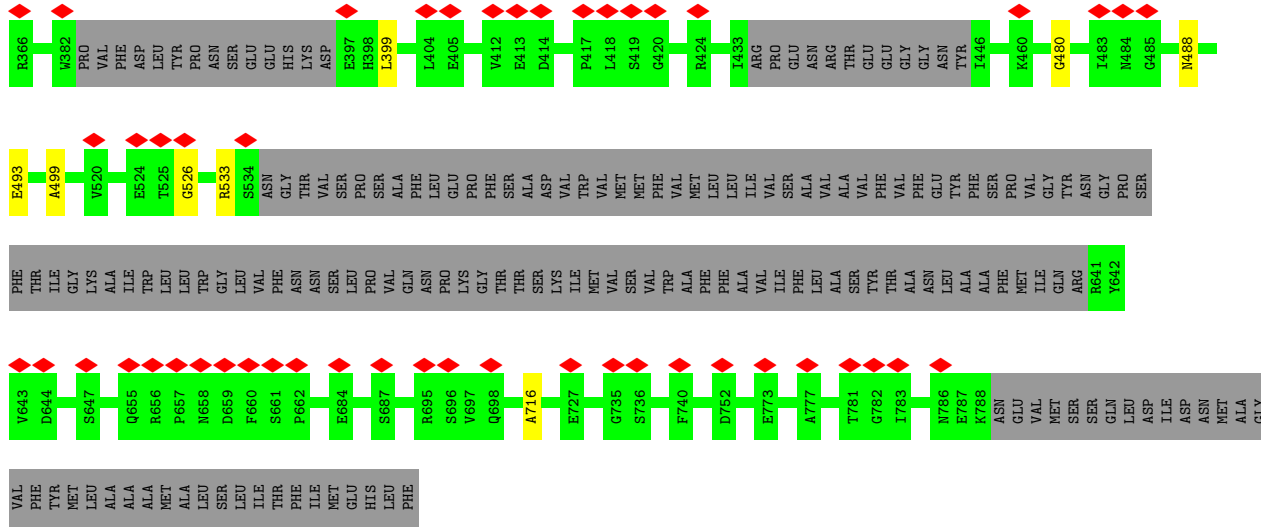 R366 W382 PRO VAL PHE ASP LEU TYR PRO ASN SER GLU GLU HIS LYS ASP E397 H398 L399 L404 E405 V412 E413 D414 P417 L418 S419 G420 R424 I433 ARG PRO GLU ASN ARG THR GLU GLU GLY GLY ASN TYR I446 K460 G480 I483 N484 G485 N488
E493 A499 V520 E524 T525 G526 R533 S534 ASN GLY THR VAL SER PRO SER ALA PHE LEU GLU PRO PHE SER ALA ASP VAL TRP VAL MET MET PHE VAL MET LEU LEU ILE VAL SER ALA VAL ALA VAL PHE VAL PHE GLU TYR PHE SER PRO VAL GLY TYR ASN GLY PRO SER
PHE THR ILE GLY LYS ALA ILE TRP LEU LEU TRP GLY LEU VAL PHE ASN ASN SER LEU PRO VAL GLN ASN PRO LYS GLY THR THR SER LYS ILE MET VAL SER VAL TRP ALA PHE PHE ALA VAL ILE PHE LEU ALA SER TYR THR ALA ASN LEU ALA ALA PHE MET ILE GLN ARG R641 Y642
V643 D644 S647 Q655 R656 P657 N658 D659 F660 S661 P662 E684 S687 R695 S696 V697 Q698 A716 E727 G735 S736 F740 D752 E773 A777 T781 G782 I783 N786 E787 K788 ASN GLU VAL MET SER SER GLN LEU ASP ILE ASP ASN MET ALA GLY
VAL PHE TYR MET LEU ALA ALA ALA MET ALA LEU SER LEU ILE THR PHE ILE MET GLU HIS LEU PHE